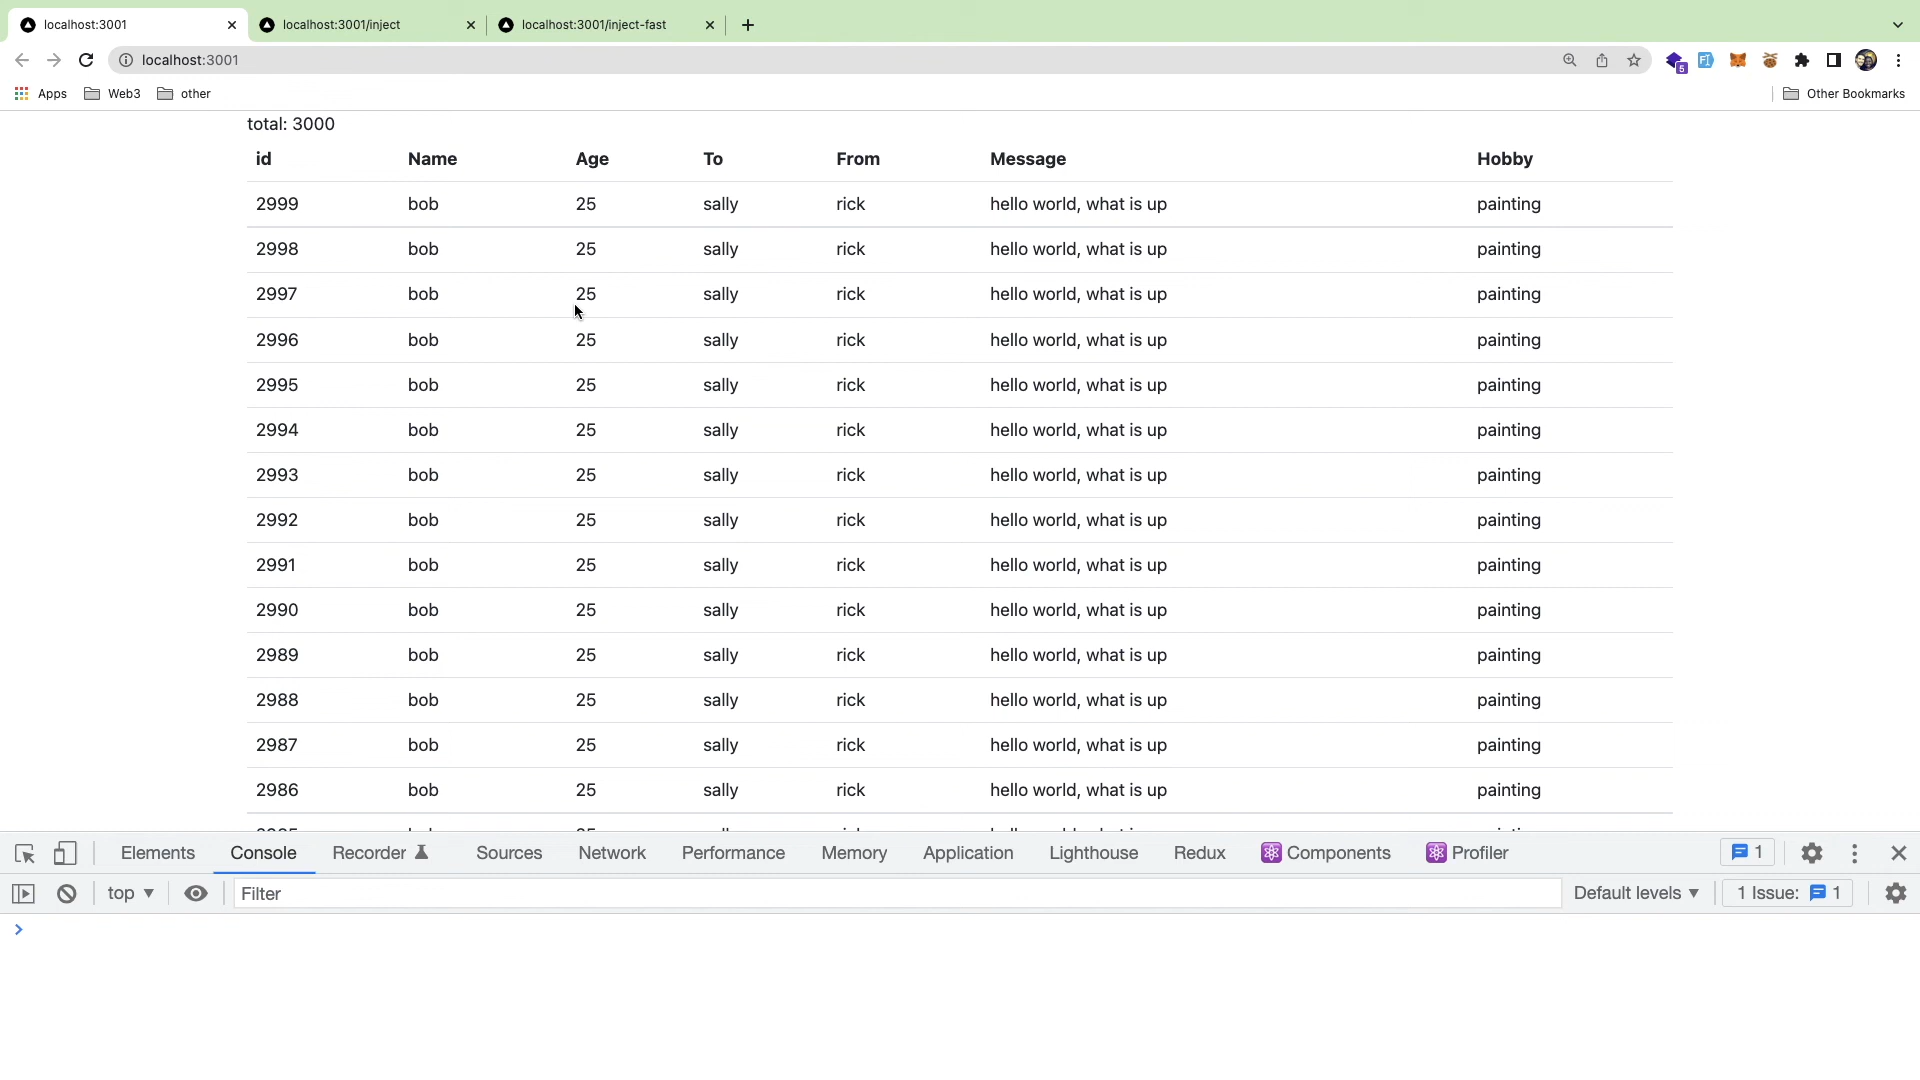 localhost:3001 localhost:3001/inject localhost:3001/inject-fast
localhost:3001 5
Apps Web3 other Other Bookmarks
total: 3000
id Name Age To From Message Hobby
2999 bob 25 sally rick hello world, what is up painting
2998 bob 25 sally rick hello world, what is up painting
2997 bob 25 sally rick hello world, what is up painting
2996 bob 25 sally rick hello world, what is up painting
2995 bob 25 sally rick hello world, what is up painting
2994 bob 25 sally rick hello world, what is up painting
2993 bob 25 sally rick hello world, what is up painting
2992 bob 25 sally rick hello world, what is up painting
2991 bob 25 sally rick hello world, what is up painting
2990 bob 25 sally rick hello world, what is up painting
2989 bob 25 sally rick hello world, what is up painting
2988 bob 25 sally rick hello world, what is up painting
2987 bob 25 sally rick hello world, what is up painting
2986 bob 25 sally rick hello world, what is up painting
Elements Console Recorder Sources Network Performance Memory Application Lighthouse Redux Components Profiler 1
top Filter Default levels 1 Issue: 1